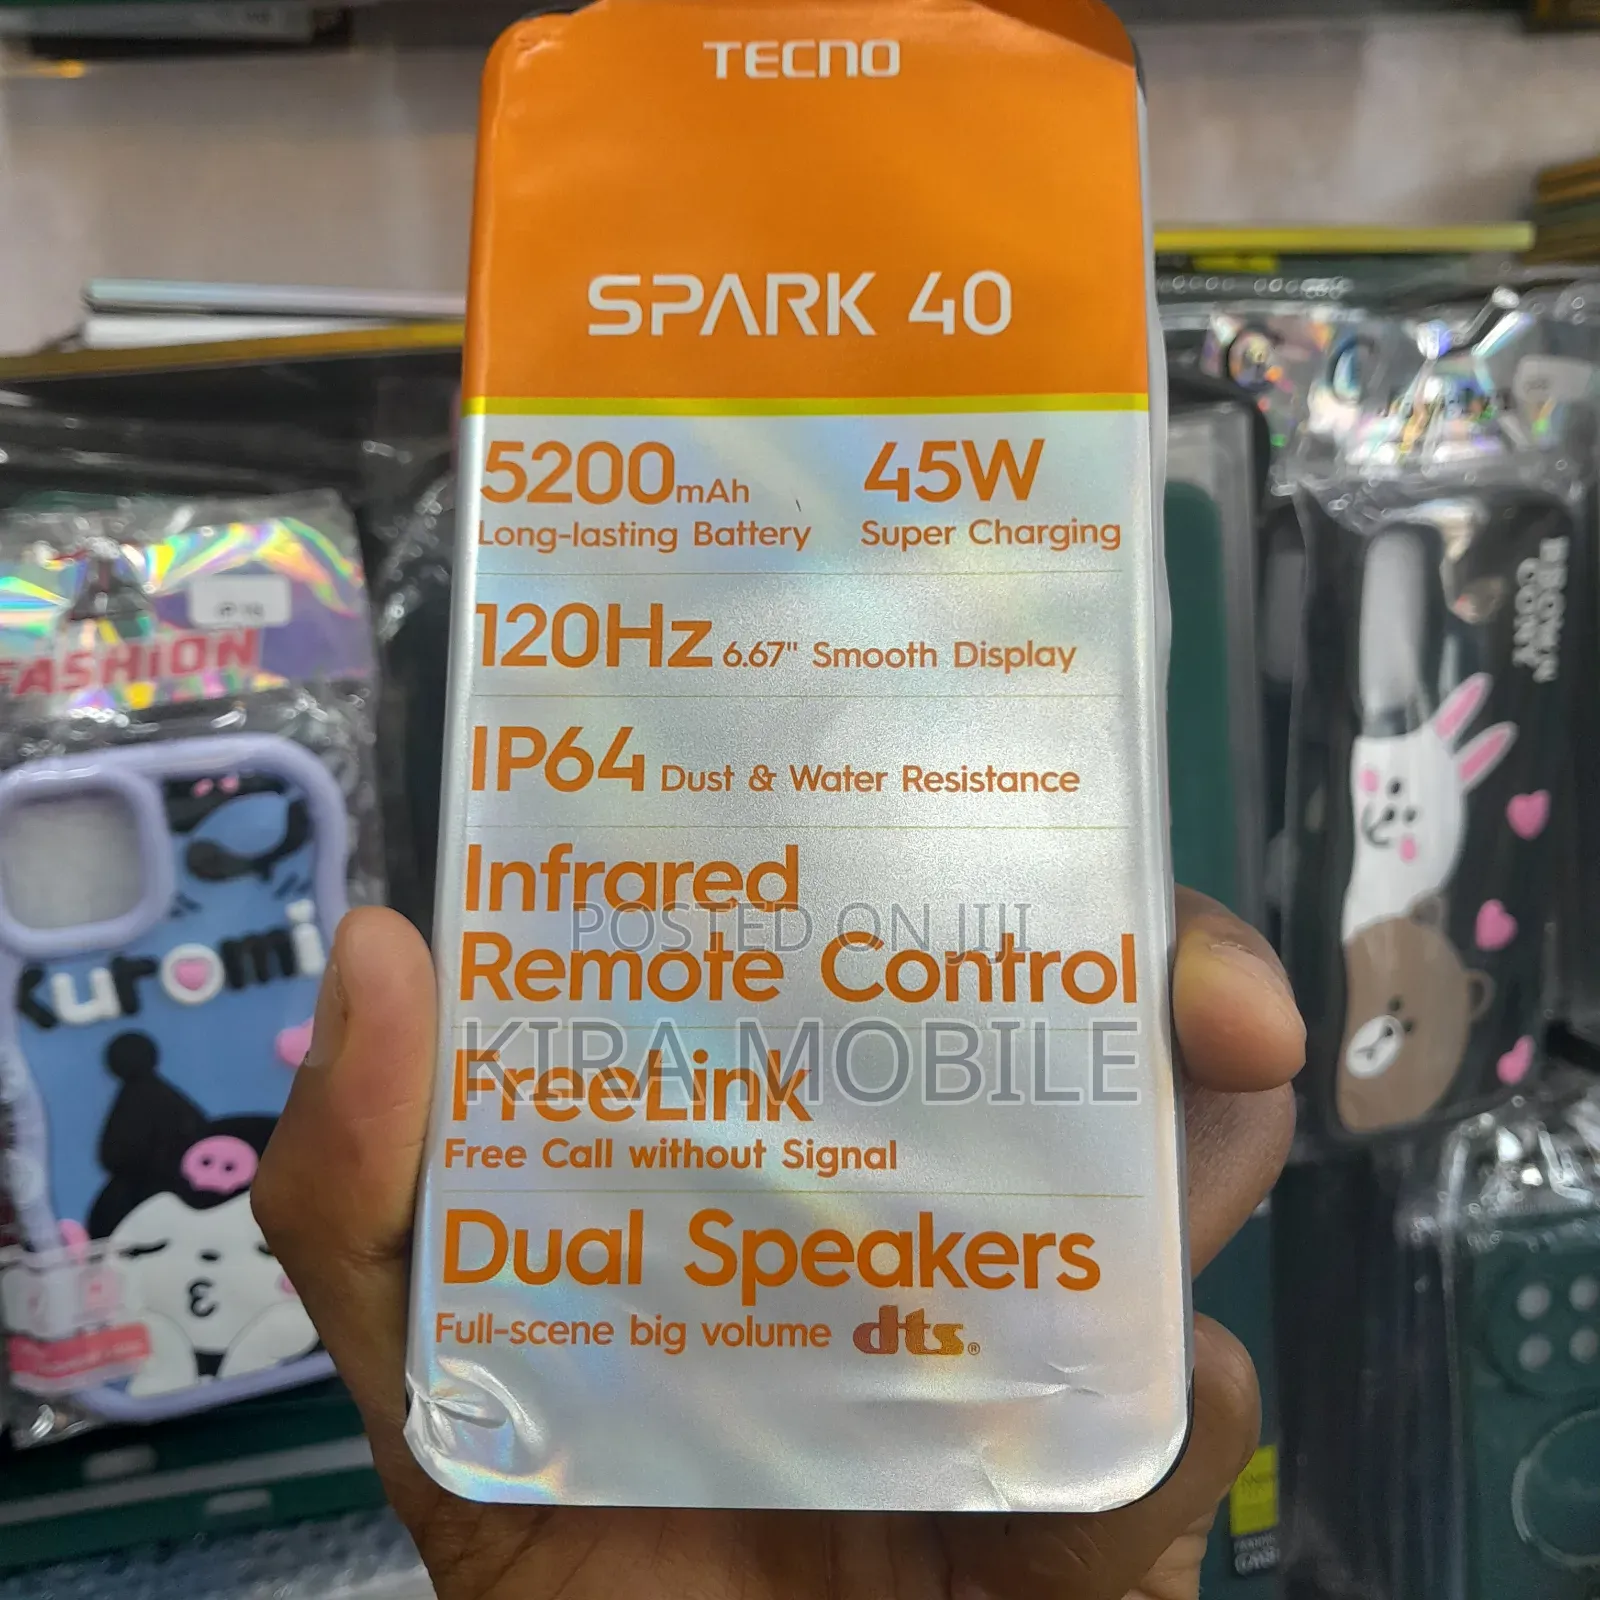 TECNO
SPARK 40
5200mAh
Long-lasting Battery
45W
Super Charging
120Hz 6.67" Smooth Display
IP64 Dust & Water Resistance
Infrared
Remote Control
FreeLink
Free Call without Signal
Dual Speakers
Full-scene big volume dts®
POSTED ON JIJI
KIRA MOBILE
FASHION
kuromi